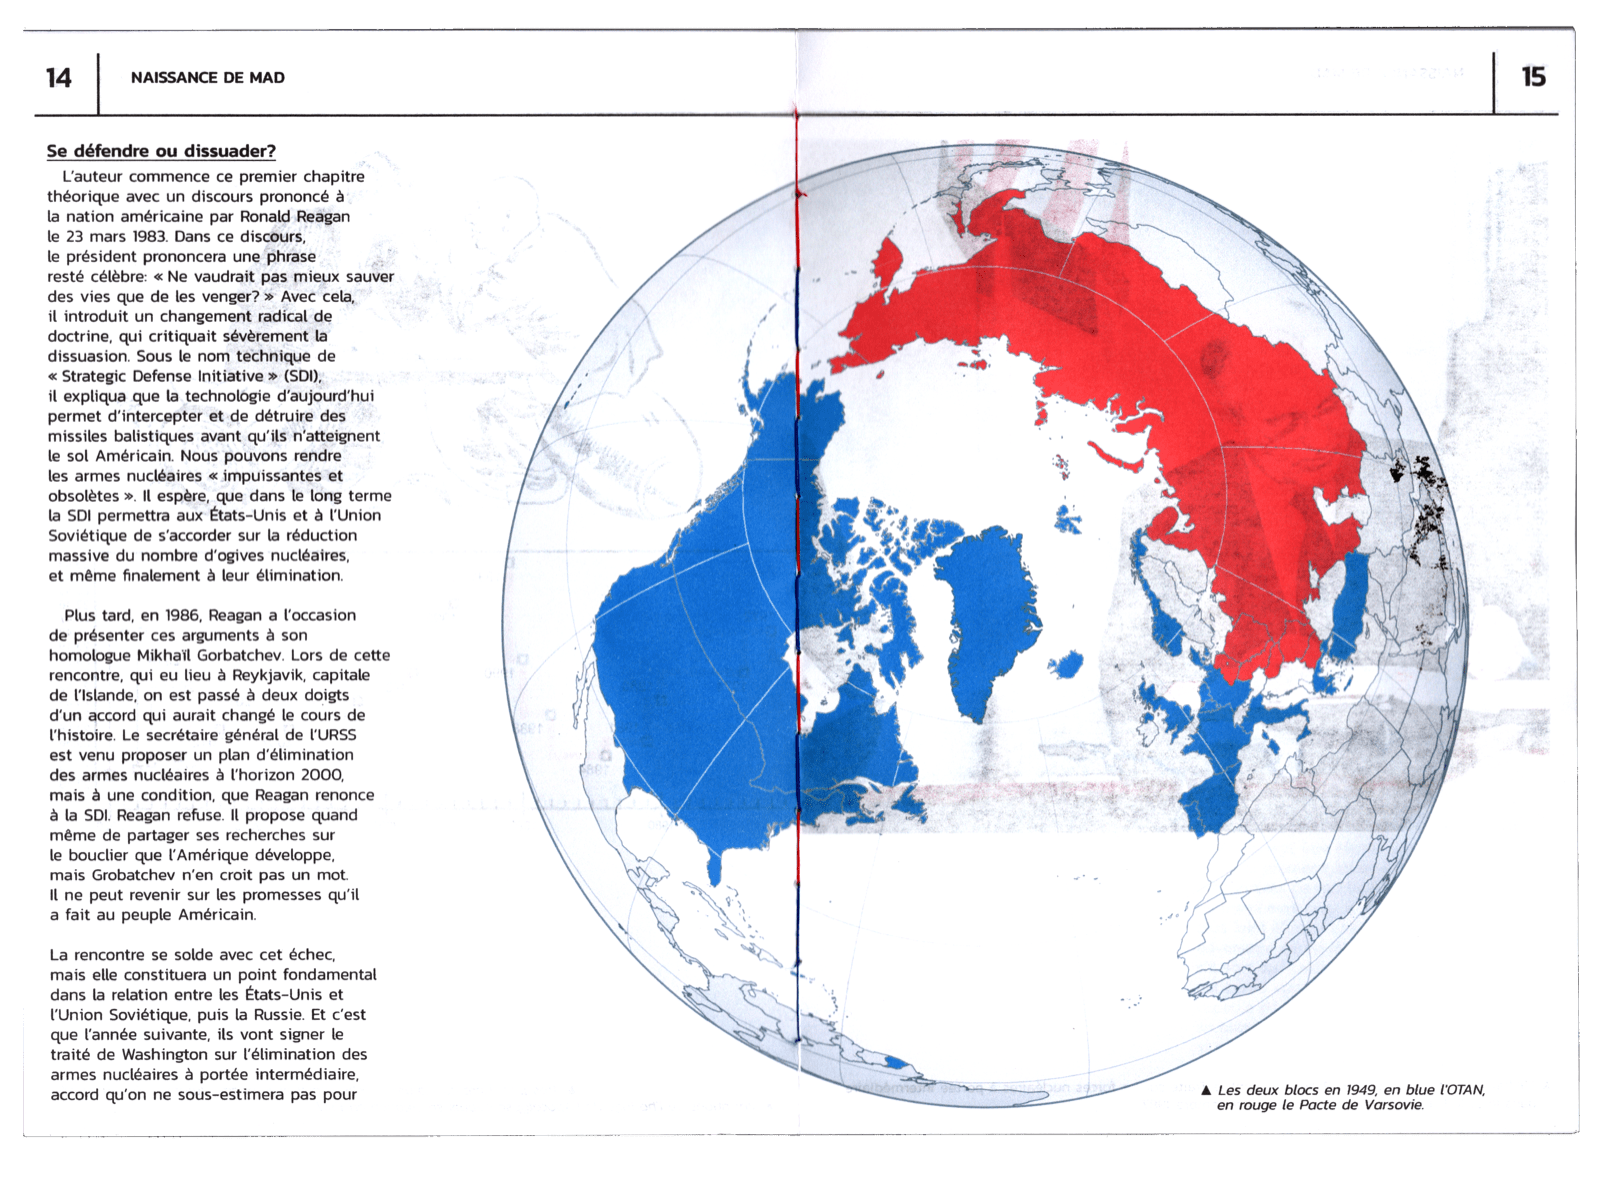 14
NAISSANCE DE MAD
15
Se défendre ou dissuader?
L'auteur commence ce premier chapitre
théorique avec un discours prononcé à
la nation américaine par Ronald Reagan
le 23 mars 1983. Dans ce discours,
le président prononcera une phrase
resté célèbre: « Ne vaudrait pas mieux sauver
des vies que de les venger? » Avec cela,
il introduit un changement radical de
doctrine, qui critiquait sévèrement la
dissuasion. Sous le nom technique de
« Strategic Defense Initiative » (SDI),
il expliqua que la technologie d'aujourd'hui
permet d'intercepter et de détruire des
missiles balistiques avant qu'ils n'atteignent
le sol Américain. Nous pouvons rendre
les armes nucléaires « impuissantes et
obsolètes ». Il espère, que dans le long terme
la SDI permettra aux États-Unis et à l'Union
Soviétique de s'accorder sur la réduction
massive du nombre d'ogives nucléaires,
et même finalement à leur élimination.
Plus tard, en 1986, Reagan a l'occasion
de présenter ces arguments à son
homologue Mikhaïl Gorbatchev. Lors de cette
rencontre, qui eu lieu à Reykjavik, capitale
de l'Islande, on est passé à deux doigts
d'un accord qui aurait changé le cours de
l'histoire. Le secrétaire général de l'URSS
est venu proposer un plan d'élimination
des armes nucléaires à l'horizon 2000,
mais à une condition, que Reagan renonce
à la SDI. Reagan refuse. Il propose quand
même de partager ses recherches sur
le bouclier que l'Amérique développe,
mais Grobatchev n'en croit pas un mot.
Il ne peut revenir sur les promesses qu'il
a fait au peuple Américain.
La rencontre se solde avec cet échec,
mais elle constituera un point fondamental
dans la relation entre les États-Unis et
l'Union Soviétique, puis la Russie. Et c'est
que l'année suivante, ils vont signer le
traité de Washington sur l'élimination des
armes nucléaires à portée intermédiaire,
accord qu'on ne sous-estimera pas pour
▲ Les deux blocs en 1949, en blue l'OTAN,
en rouge le Pacte de Varsovie.